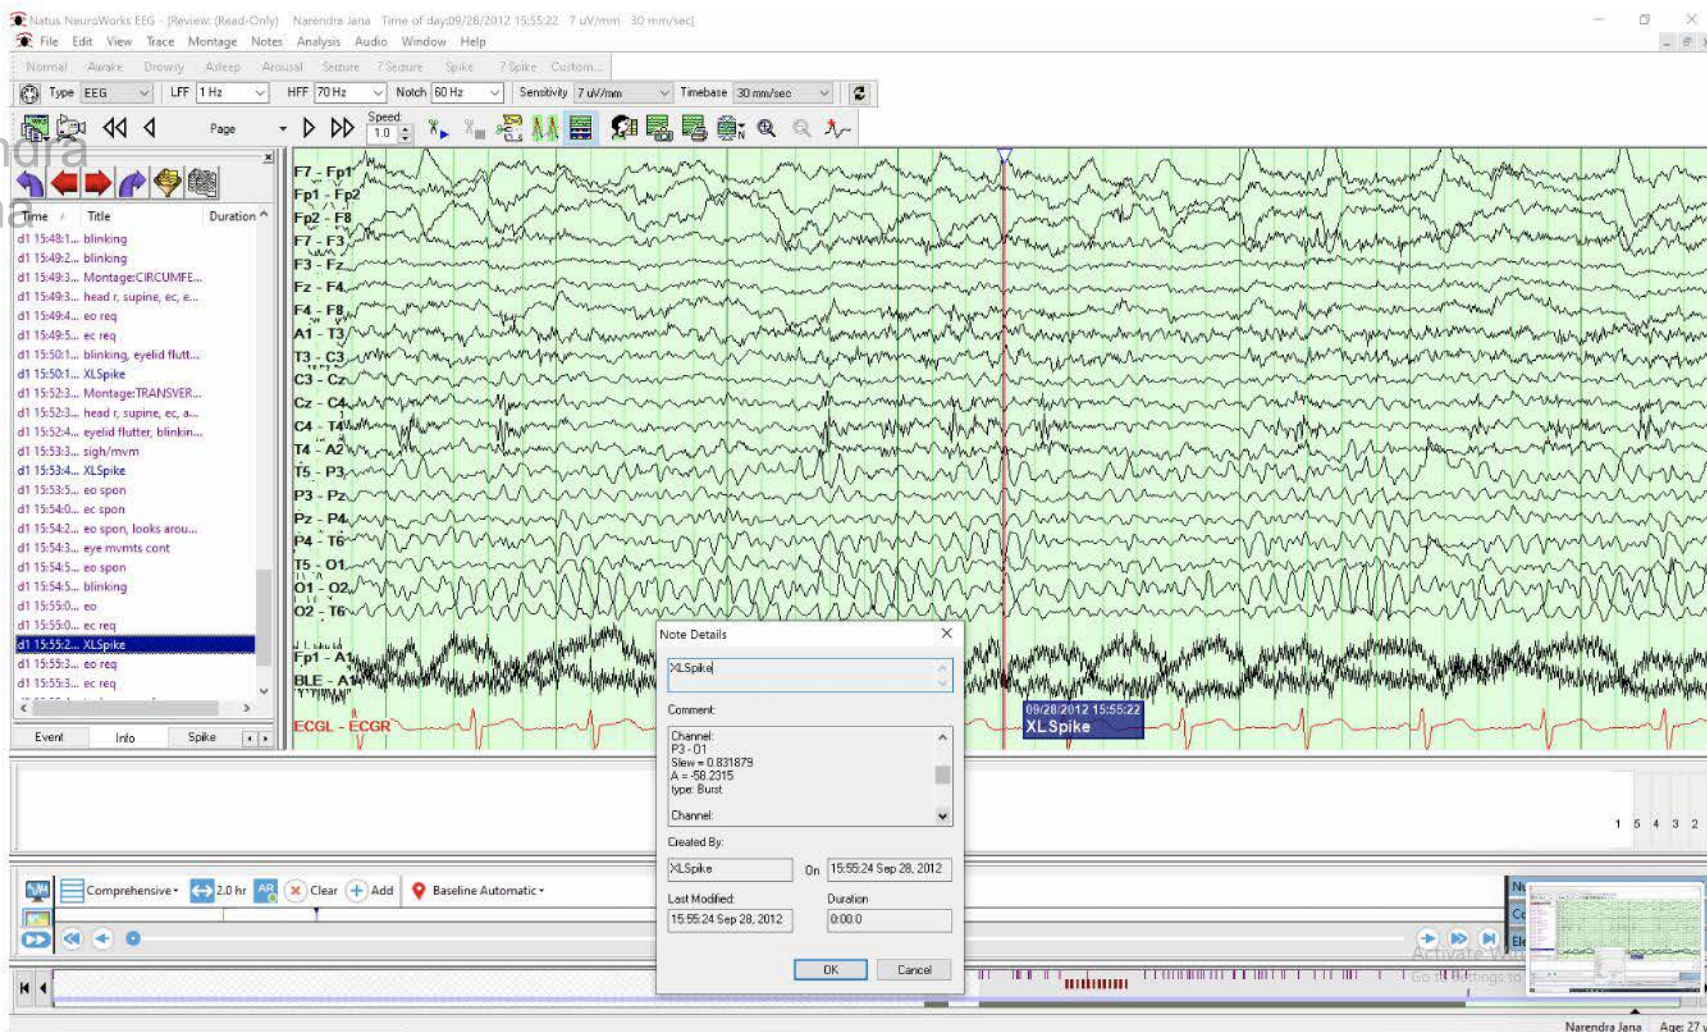 Natus NeuroWorks EEG - [Review: (Read-Only) Narendra Jana Time of day:09/28/2012 15:55:22 7 uV/mm 30 mm/sec]
File Edit View Trace Montage Notes Analysis Audio Window Help
Normal Awake Drowsy Asleep Arousal Seizure ? Seizure Spike ? Spike Custom...
Type EEG LFF 1 Hz HFF 70 Hz Notch 60 Hz Sensitivity 7 uV/mm Timebase 30 mm/sec
Page Speed: 1.0
Time Title Duration
d1 15:48:1... blinking
d1 15:49:2... blinking
d1 15:49:3... Montage:CIRCUMFE...
d1 15:49:3... head r, supine, ec, e...
d1 15:49:4... eo req
d1 15:49:5... ec req
d1 15:50:1... blinking, eyelid flutt...
d1 15:50:1... XLSpike
d1 15:52:3... Montage:TRANSVER...
d1 15:52:3... head r, supine, ec, a...
d1 15:52:4... eyelid flutter, blinkin...
d1 15:53:3... sigh/mvm
d1 15:53:4... XLSpike
d1 15:53:5... eo spon
d1 15:54:0... ec spon
d1 15:54:2... eo spon, looks arou...
d1 15:54:3... eye mvmts cont
d1 15:54:5... eo spon
d1 15:54:5... blinking
d1 15:55:0... eo
d1 15:55:0... ec req
d1 15:55:2... XLSpike
d1 15:55:3... eo req
d1 15:55:3... ec req
Event Info Spike
F7 - Fp1
Fp1 - Fp2
Fp2 - F8
F7 - F3
F3 - Fz
Fz - F4
F4 - F8
A1 - T3
T3 - C3
C3 - Cz
Cz - C4
C4 - T4
T4 - A2
T5 - P3
P3 - Pz
Pz - P4
P4 - T6
T5 - O1
O1 - O2
O2 - T6
Fp1 - A1
BLE - A1
ECGL - ECGR
09/28/2012 15:55:22
XLSpike
Note Details
XLSpike
Comment:
Channel:
P3 - O1
Slew = 0.831879
A = -58.2315
type: Burst
Channel:
Created By:
XLSpike On 15:55:24 Sep 28, 2012
Last Modified: Duration
15:55:24 Sep 28, 2012 0:00.0
OK Cancel
1 5 4 3 2
Comprehensive 2.0 hr AR Clear Add Baseline Automatic
Narendra Jana Age: 27